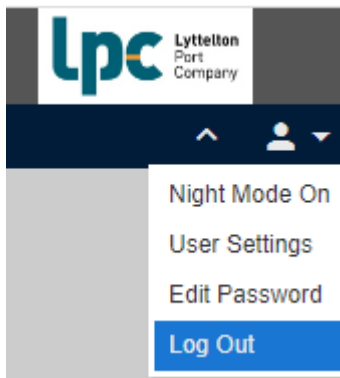 lpc Lyttelton
Port
Company
Night Mode On
User Settings
Edit Password
Log Out